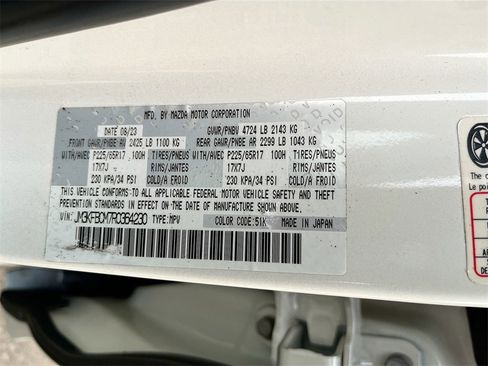 MFD. BY MAZDA MOTOR CORPORATION
DATE 08/23 GVWR/PNBV 4724 LB 2143 KG
FRONT GAWR/PNBE AV 2425 LB 1100 KG REAR GAWR/PNBE AR 2299 LB 1043 KG
WITH/AVEC P225/65R17 100H TIRES/PNEUS WITH/AVEC P225/65R17 100H TIRES/PNEUS
17X7J RIMS/JANTES 17X7J RIMS/JANTES
230 KPA/34 PSI COLD/A FROID 230 KPA/34 PSI COLD/A FROID
THIS VEHICLE CONFORMS TO ALL APPLICABLE FEDERAL MOTOR VEHICLE SAFETY AND THEFT
PREVENTION STANDARDS IN EFFECT ON THE DATE OF MANUFACTURE SHOWN ABOVE.
VIN: JM3KFBCM7R0364230 TYPE:MPV COLOR CODE:51K MADE IN JAPAN
The
Le po